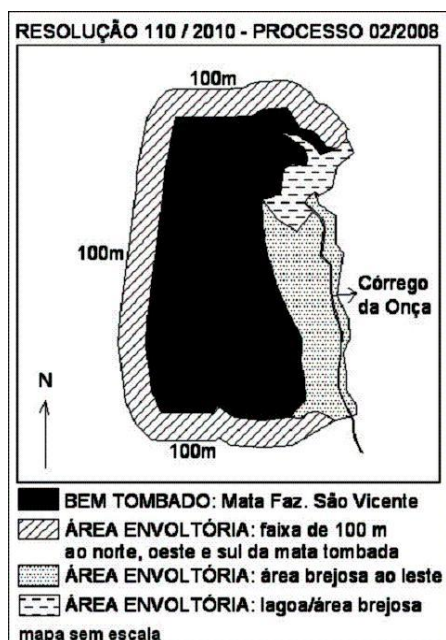 RESOLUÇÃO 110 / 2010 - PROCESSO 02/2008
100m
100m
Córrego
da Onça
N
100m
BEM TOMBADO: Mata Faz. São Vicente
ÁREA ENVOLTÓRIA: faixa de 100 m
ao norte, oeste e sul da mata tombada
ÁREA ENVOLTÓRIA: área brejosa ao leste
ÁREA ENVOLTÓRIA: lagoa/área brejosa
mapa sem escala